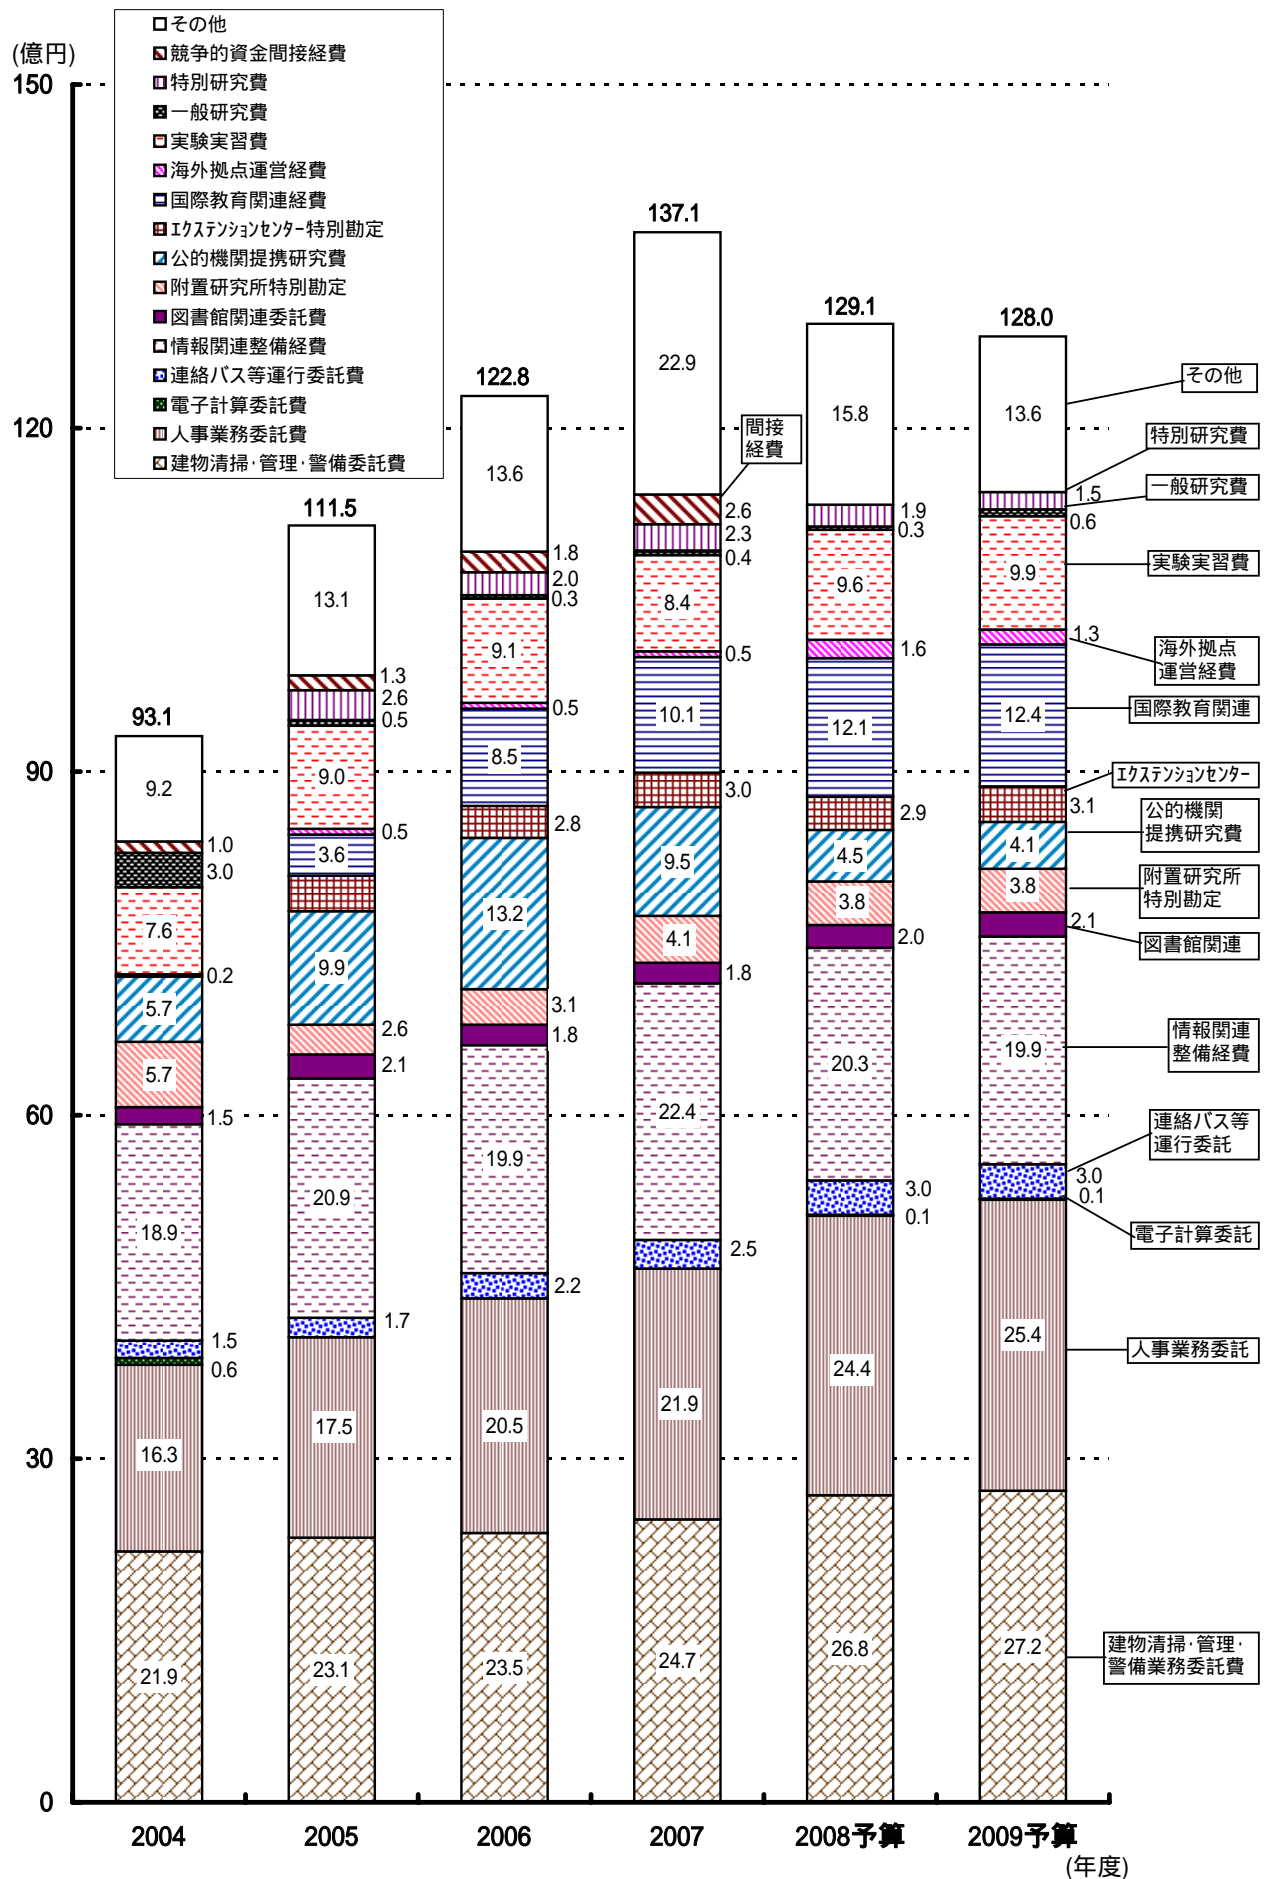 (億円)
その他
競争的資金間接経費
特別研究費
一般研究費
実験実習費
海外拠点運営経費
国際教育関連経費
ｴｸｽﾃﾝｼｮﾝｾﾝﾀｰ特別勘定
公的機関提携研究費
附置研究所特別勘定
図書館関連委託費
情報関連整備経費
連絡バス等運行委託費
電子計算委託費
人事業務委託費
建物清掃･管理･警備委託費
150
120
90
60
30
0
93.1
9.2
1.0
3.0
7.6
0.2
5.7
5.7
1.5
18.9
1.5
0.6
16.3
21.9
2004
111.5
13.1
1.3
2.6
0.5
9.0
0.5
3.6
9.9
2.6
2.1
20.9
1.7
17.5
23.1
2005
122.8
13.6
1.8
2.0
0.3
9.1
0.5
8.5
2.8
13.2
3.1
1.8
19.9
2.2
20.5
23.5
2006
137.1
22.9
間接
経費
2.6
2.3
0.4
8.4
0.5
10.1
3.0
9.5
4.1
1.8
22.4
2.5
21.9
24.7
2007
129.1
15.8
1.9
0.3
9.6
1.6
12.1
2.9
4.5
3.8
2.0
20.3
3.0
0.1
24.4
26.8
2008予算
128.0
13.6
1.5
0.6
9.9
1.3
12.4
3.1
4.1
3.8
2.1
19.9
3.0
0.1
25.4
27.2
2009予算
その他
特別研究費
一般研究費
実験実習費
海外拠点
運営経費
国際教育関連
ｴｸｽﾃﾝｼｮﾝｾﾝﾀｰ
公的機関
提携研究費
附置研究所
特別勘定
図書館関連
情報関連
整備経費
連絡バス等
運行委託
電子計算委託
人事業務委託
建物清掃･管理･
警備業務委託費
(年度)